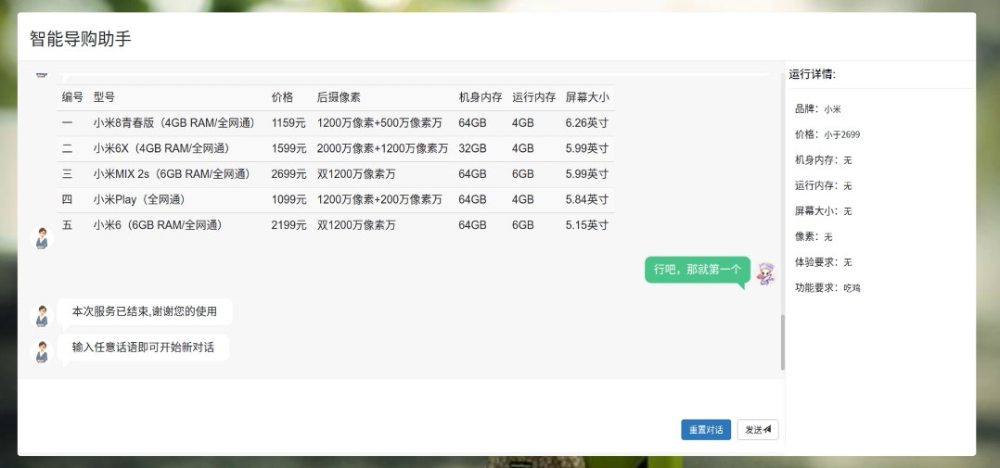 智能导购助手
编号 型号 价格 后摄像素 机身内存 运行内存 屏幕大小
一 小米8青春版（4GB RAM/全网通） 1159元 1200万像素+500万像素万 64GB 4GB 6.26英寸
二 小米6X（4GB RAM/全网通） 1599元 2000万像素+1200万像素万 32GB 4GB 5.99英寸
三 小米MIX 2s（6GB RAM/全网通） 2699元 双1200万像素万 64GB 6GB 5.99英寸
四 小米Play（全网通） 1099元 1200万像素+200万像素万 64GB 4GB 5.84英寸
五 小米6（6GB RAM/全网通） 2199元 双1200万像素万 64GB 6GB 5.15英寸
行吧，那就第一个
本次服务已结束,谢谢您的使用
输入任意话语即可开始新对话
重置对话 发送
运行详情:
品牌：小米
价格：小于2699
机身内存：无
运行内存：无
屏幕大小：无
像素：无
体验要求：无
功能要求：吃鸡